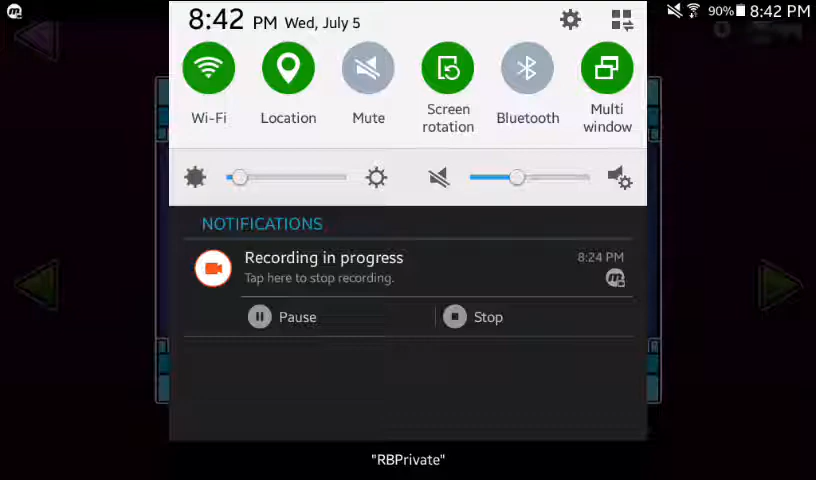 8:42 PM Wed, July 5
90% 8:42 PM
Wi-Fi
Location
Mute
Screen
rotation
Bluetooth
Multi
window
NOTIFICATIONS
Recording in progress
8:24 PM
Tap here to stop recording.
Pause
Stop
"RBPrivate"